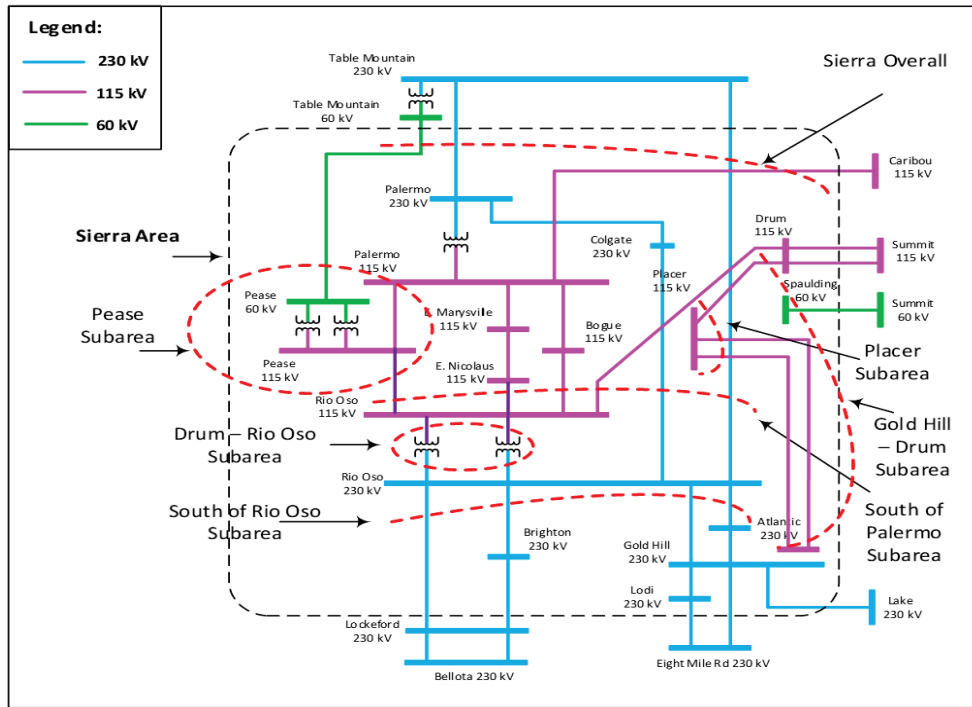 Legend:
230 kV
115 kV
60 kV
Table Mountain
230 kV
Sierra Overall
Table Mountain
60 kV
Caribou
115 kV
Palermo
230 kV
Drum
115 kV
Summit
115 kV
Sierra Area
Colgate
230 kV
Palermo
115 kV
Placer
115 kV
Spaulding
60 kV
Summit
60 kV
Pease
Subarea
Pease
60 kV
E. Marysville
115 kV
Bogue
115 kV
Placer
Subarea
Pease
115 kV
E. Nicolaus
115 kV
Rio Oso
115 kV
Gold Hill
– Drum
Subarea
Drum – Rio Oso
Subarea
Rio Oso
230 kV
South of Rio Oso
Subarea
Brighton
230 kV
Atlantic
230 kV
South of
Palermo
Subarea
Gold Hill
230 kV
Lodi
230 kV
Lake
230 kV
Lockeford
230 kV
Bellota 230 kV
Eight Mile Rd 230 kV